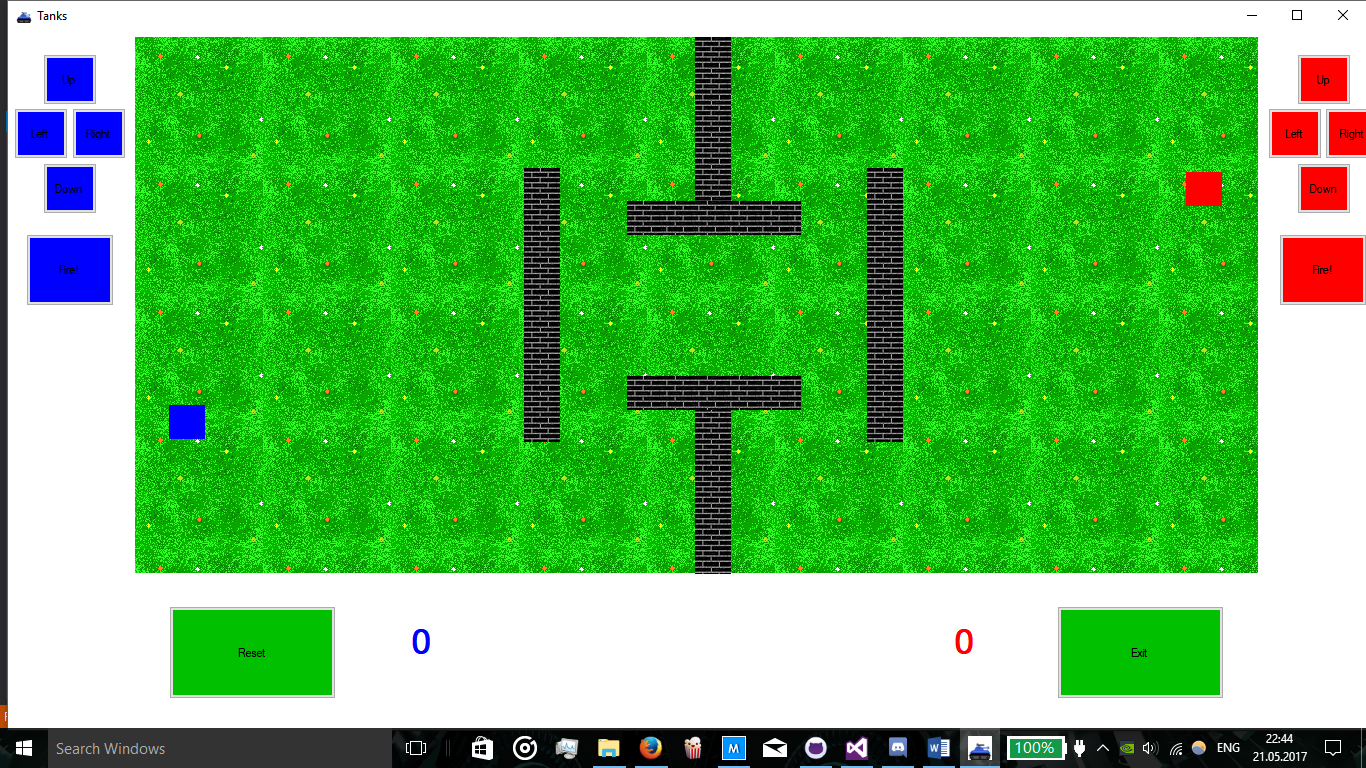 Tanks
Up
Up
Left
Right
Left
Right
Down
Down
Fire!
Fire!
Reset
0
0
Exit
Search Windows
M
W
100%
ENG
22:44
21.05.2017